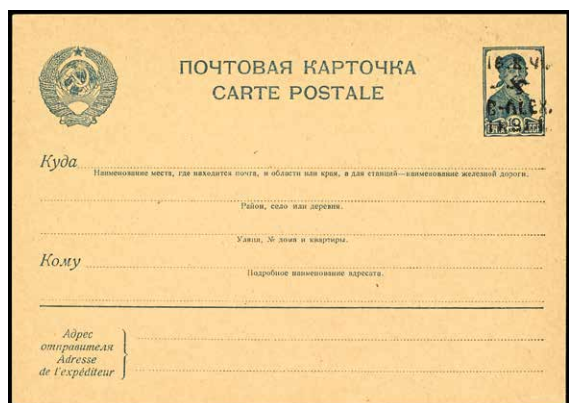 ПОЧТОВАЯ КАРТОЧКА
CARTE POSTALE
Куда
Наименование места, где находится почта, и области или края, а для станций—наименование железной дороги.
Район, село или деревня.
Улица, № дома и квартиры.
Кому
Подробное наименование адресата.
Адрес
отправителя
Adresse
de l'expéditeur